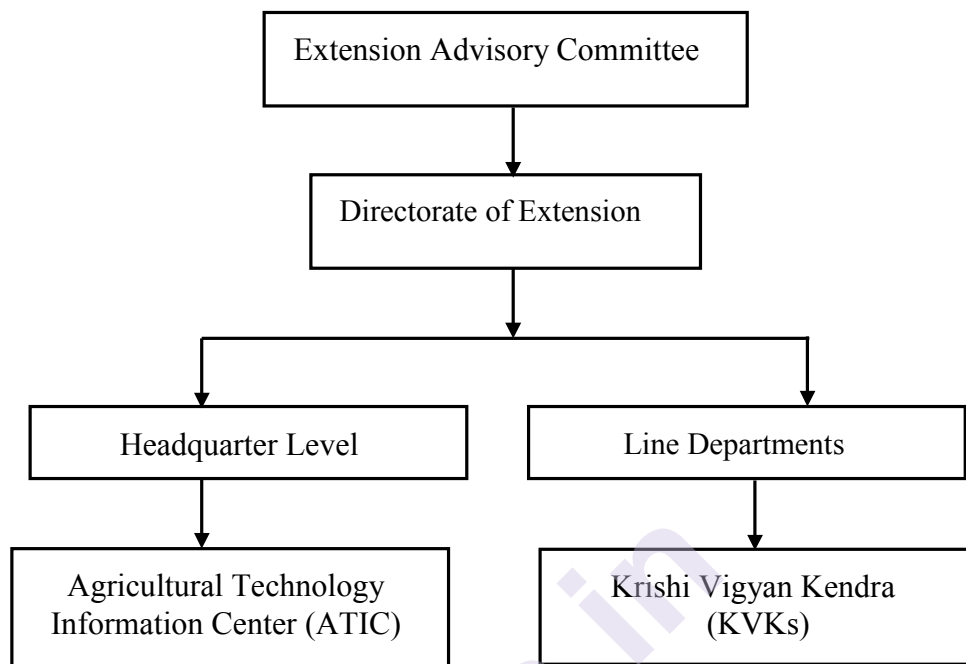 Extension Advisory Committee
Directorate of Extension
Headquarter Level
Line Departments
Agricultural Technology
Information Center (ATIC)
Krishi Vigyan Kendra
(KVKs)
in